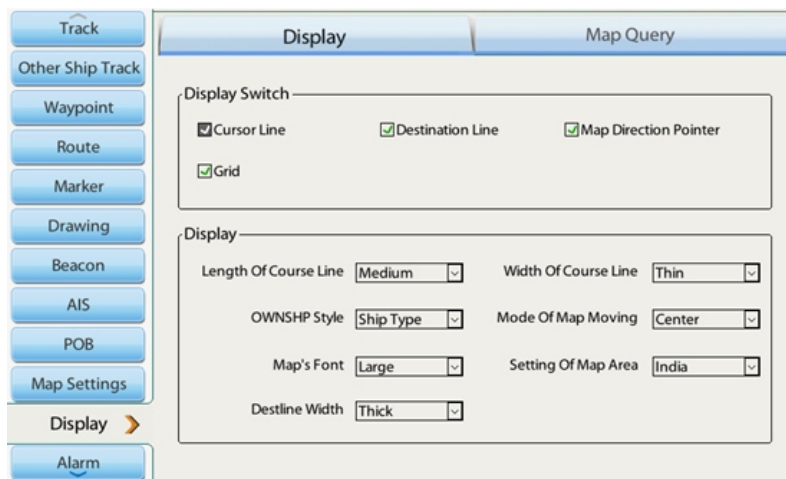 Track
Other Ship Track
Waypoint
Route
Marker
Drawing
Beacon
AIS
POB
Map Settings
Display
Alarm
Display
Map Query
Display Switch
Cursor Line
Destination Line
Map Direction Pointer
Grid
Display
Length Of Course Line Medium
Width Of Course Line Thin
OWNSHP Style Ship Type
Mode Of Map Moving Center
Map's Font Large
Setting Of Map Area India
Destline Width Thick